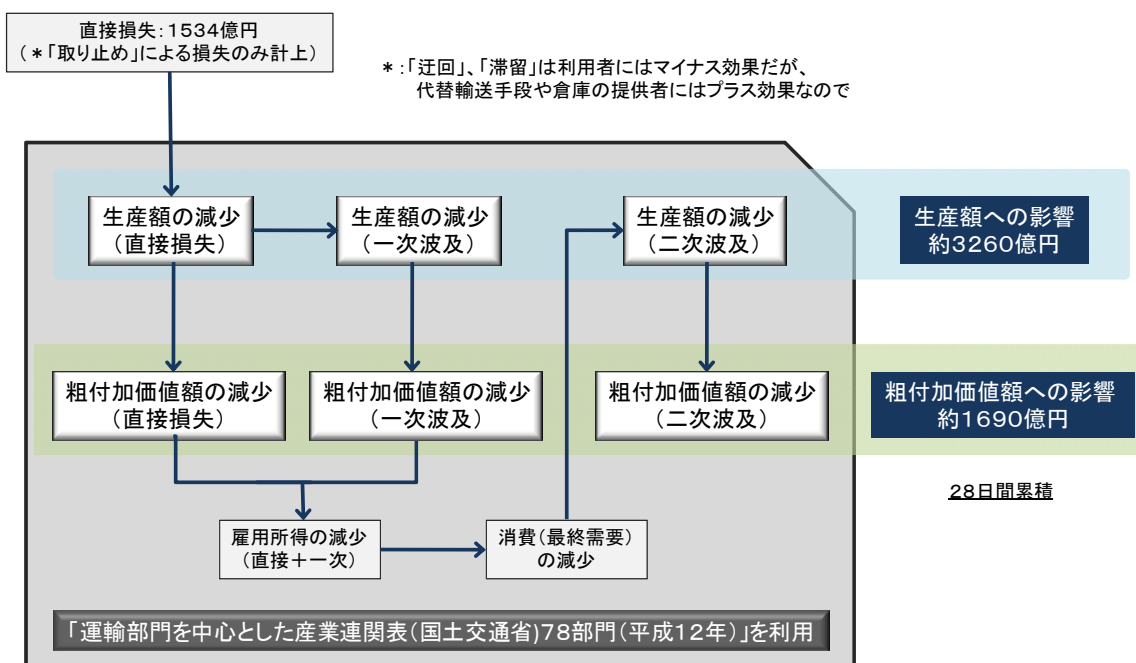 直接損失:1534億円
(*「取り止め」による損失のみ計上)
*:「迂回」、「滞留」は利用者にはマイナス効果だが、
代替輸送手段や倉庫の提供者にはプラス効果なので
生産額の減少
(直接損失)
生産額の減少
(一次波及)
生産額の減少
(二次波及)
生産額への影響
約3260億円
粗付加価値額の減少
(直接損失)
粗付加価値額の減少
(一次波及)
粗付加価値額の減少
(二次波及)
粗付加価値額への影響
約1690億円
28日間累積
雇用所得の減少
(直接+一次)
消費(最終需要)
の減少
「運輸部門を中心とした産業連関表(国土交通省)78部門(平成12年)」を利用